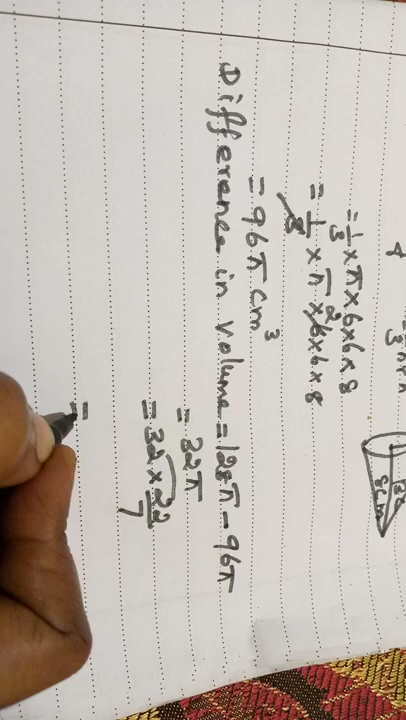 = 1/3 × π × 6 × 6 × 8
= 1/3 × π × 6 × 6 × 8
2
= 96π cm³
Difference in volume = 128π - 96π
= 32π
= 32 × 22/7
=